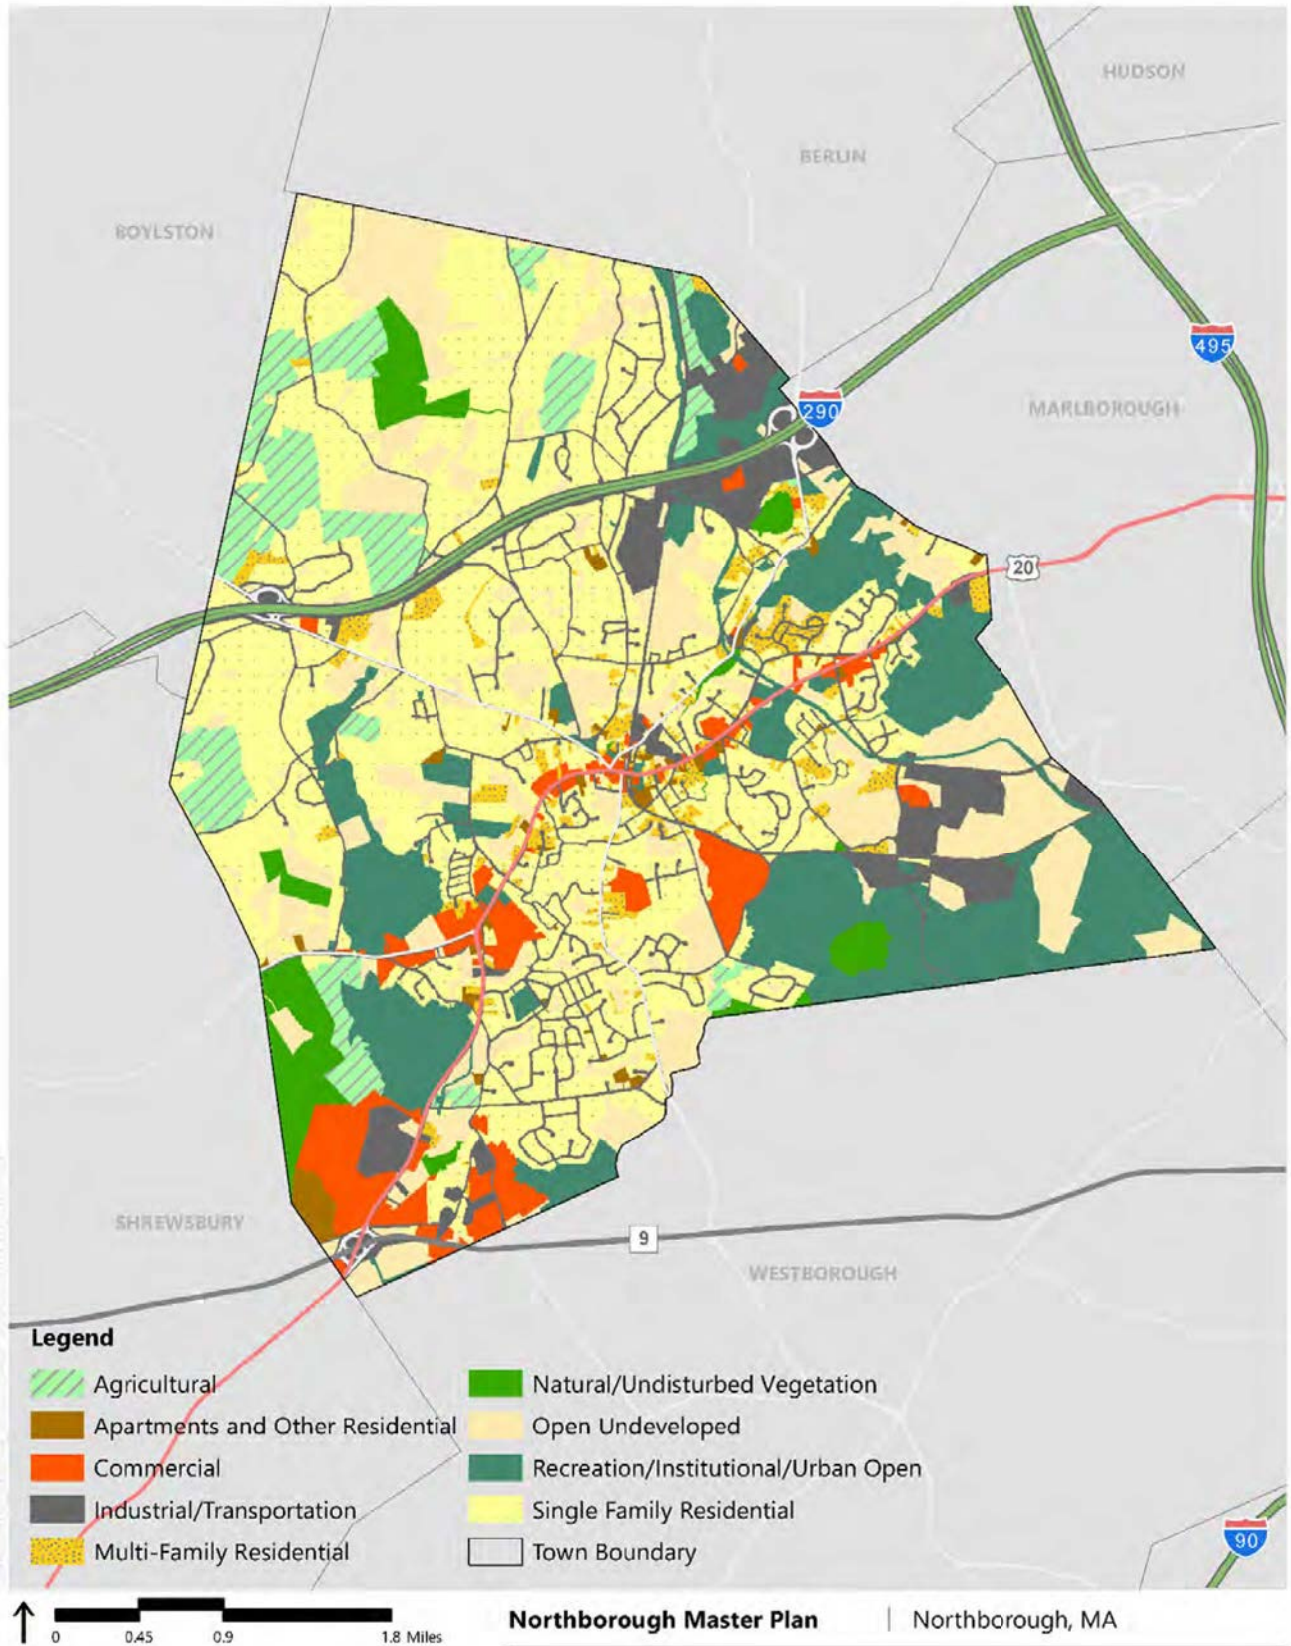 HUDSON
BERLIN
BOYLSTON
495
MARLBOROUGH
290
20
SHREWSBURY
9
WESTBOROUGH
Legend
Agricultural
Apartments and Other Residential
Commercial
Industrial/Transportation
Multi-Family Residential
Natural/Undisturbed Vegetation
Open Undeveloped
Recreation/Institutional/Urban Open
Single Family Residential
Town Boundary
90
0 0.45 0.9 1.8 Miles
Northborough Master Plan | Northborough, MA